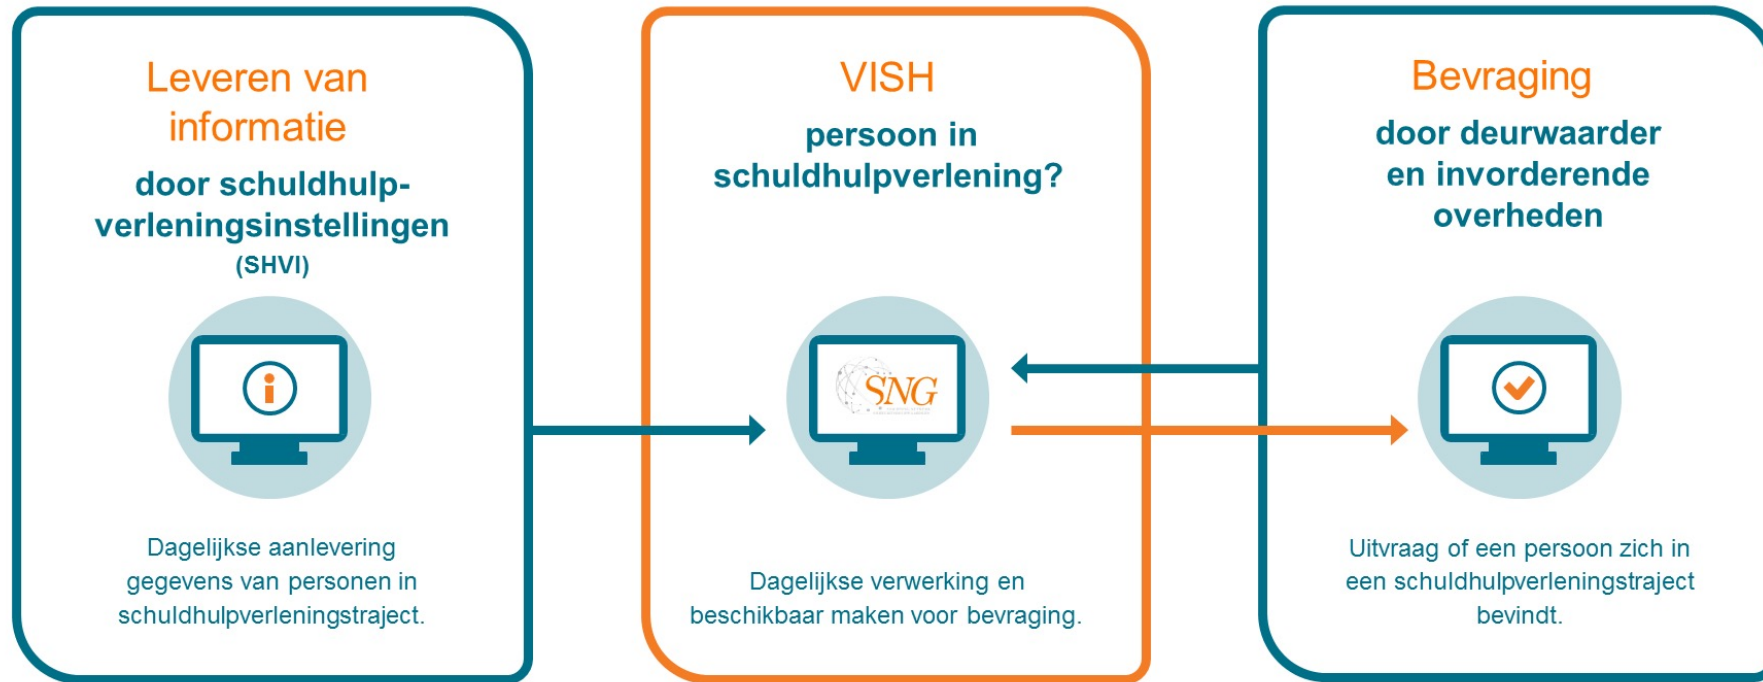 Leveren van
informatie
door schuldhulp-
verleningsinstellingen
(SHVI)
Dagelijkse aanlevering
gegevens van personen in
schuldhulpverleningstraject.
VISH
persoon in
schuldhulpverlening?
SNG
Dagelijkse verwerking en
beschikbaar maken voor bevraging.
Bevraging
door deurwaarder
en invorderende
overheden
Uitvraag of een persoon zich in
een schuldhulpverleningstraject
bevindt.